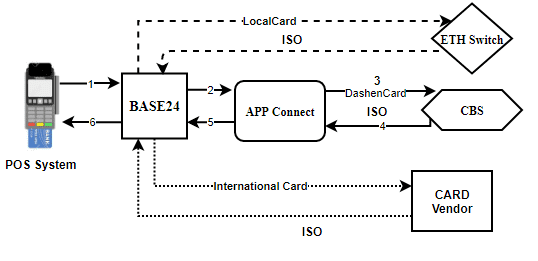 LocalCard
ISO
ETH Switch
1
2
3
DashenCard
BASE24
APP Connect
ISO
CBS
6
5
4
POS System
International Card
CARD
Vendor
ISO